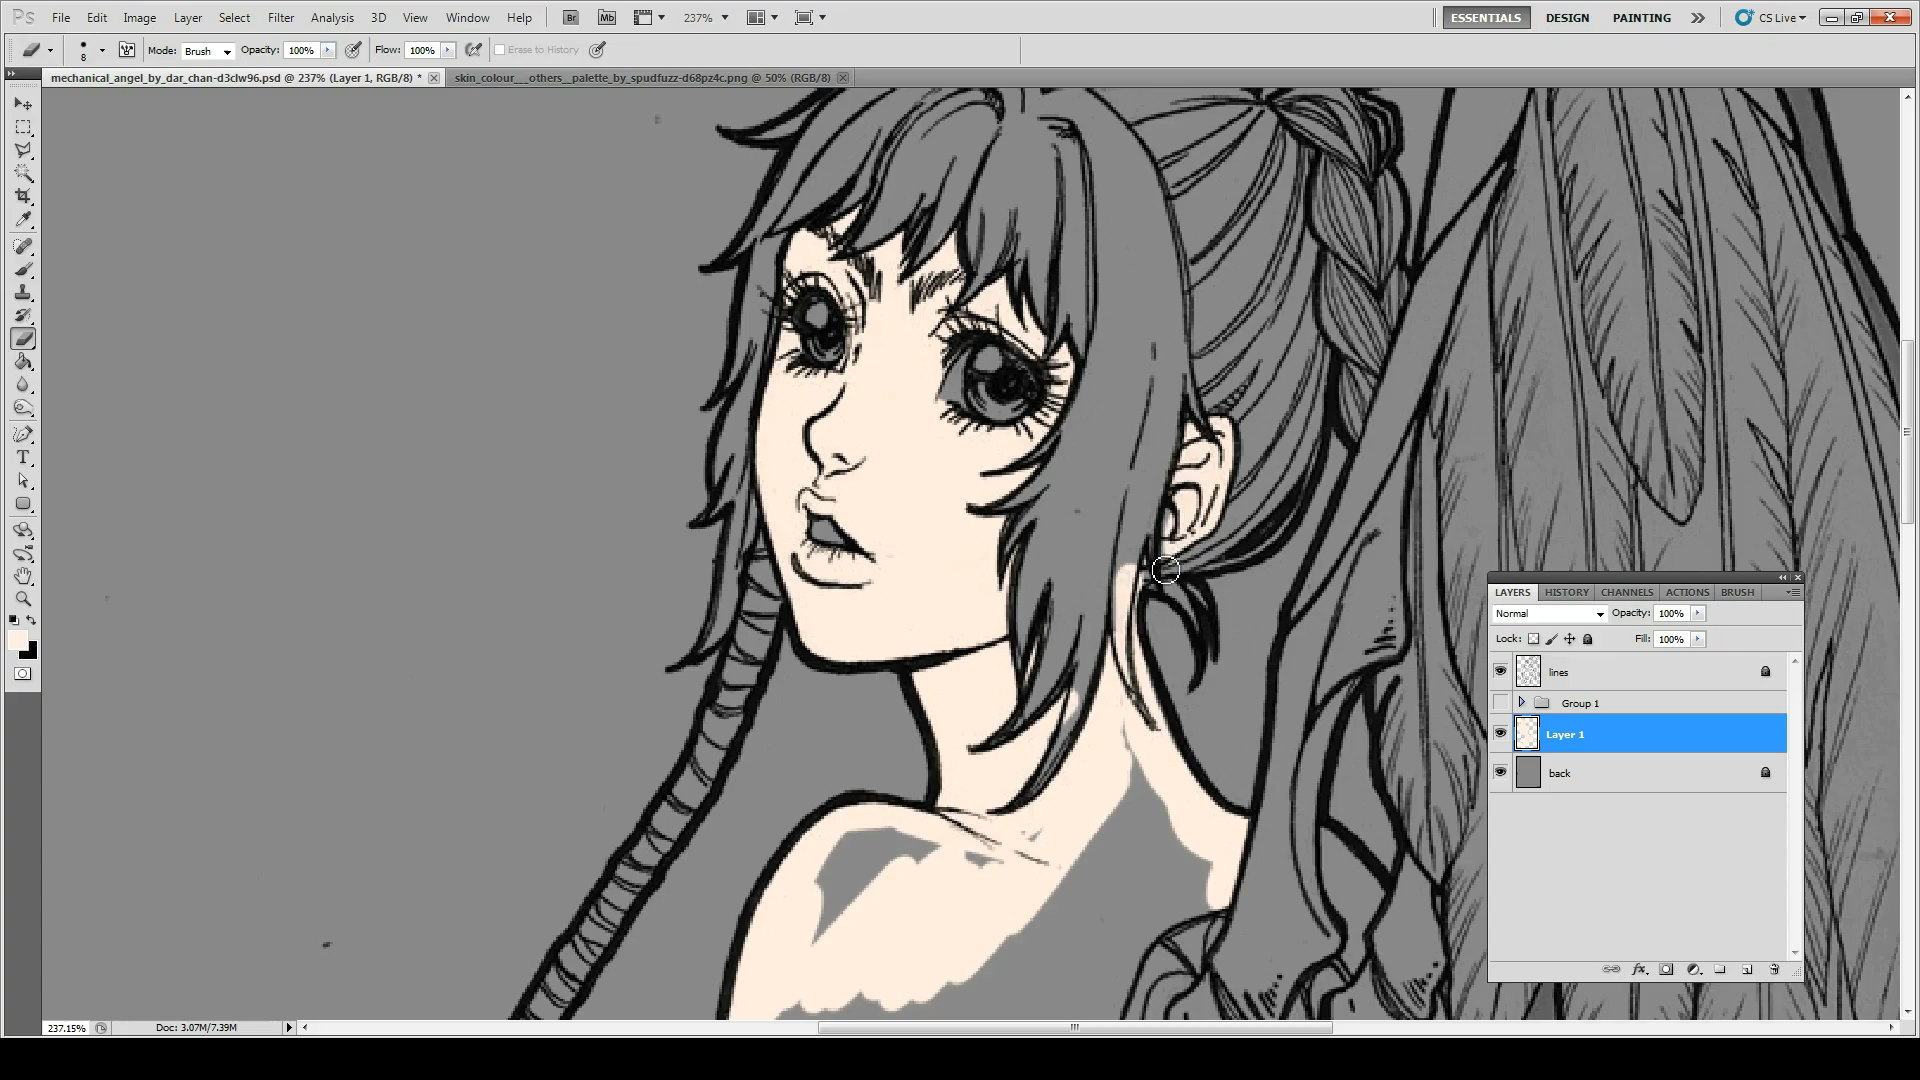 Ps File Edit Image Layer Select Filter Analysis 3D View Window Help Br Mb 237% ESSENTIALS DESIGN PAINTING CS Live
Mode: Brush Opacity: 100% Flow: 100% Erase to History
8
mechanical_angel_by_dar_chan-d3clw96.psd @ 237% (Layer 1, RGB/8) * skin_colour___others__palette_by_spudfuzz-d68pz4c.png @ 50% (RGB/8)
T
LAYERS HISTORY CHANNELS ACTIONS BRUSH
Normal Opacity: 100%
Lock: Fill: 100%
lines
Group 1
Layer 1
back
fx
237.15% Doc: 3.07M/7.39M